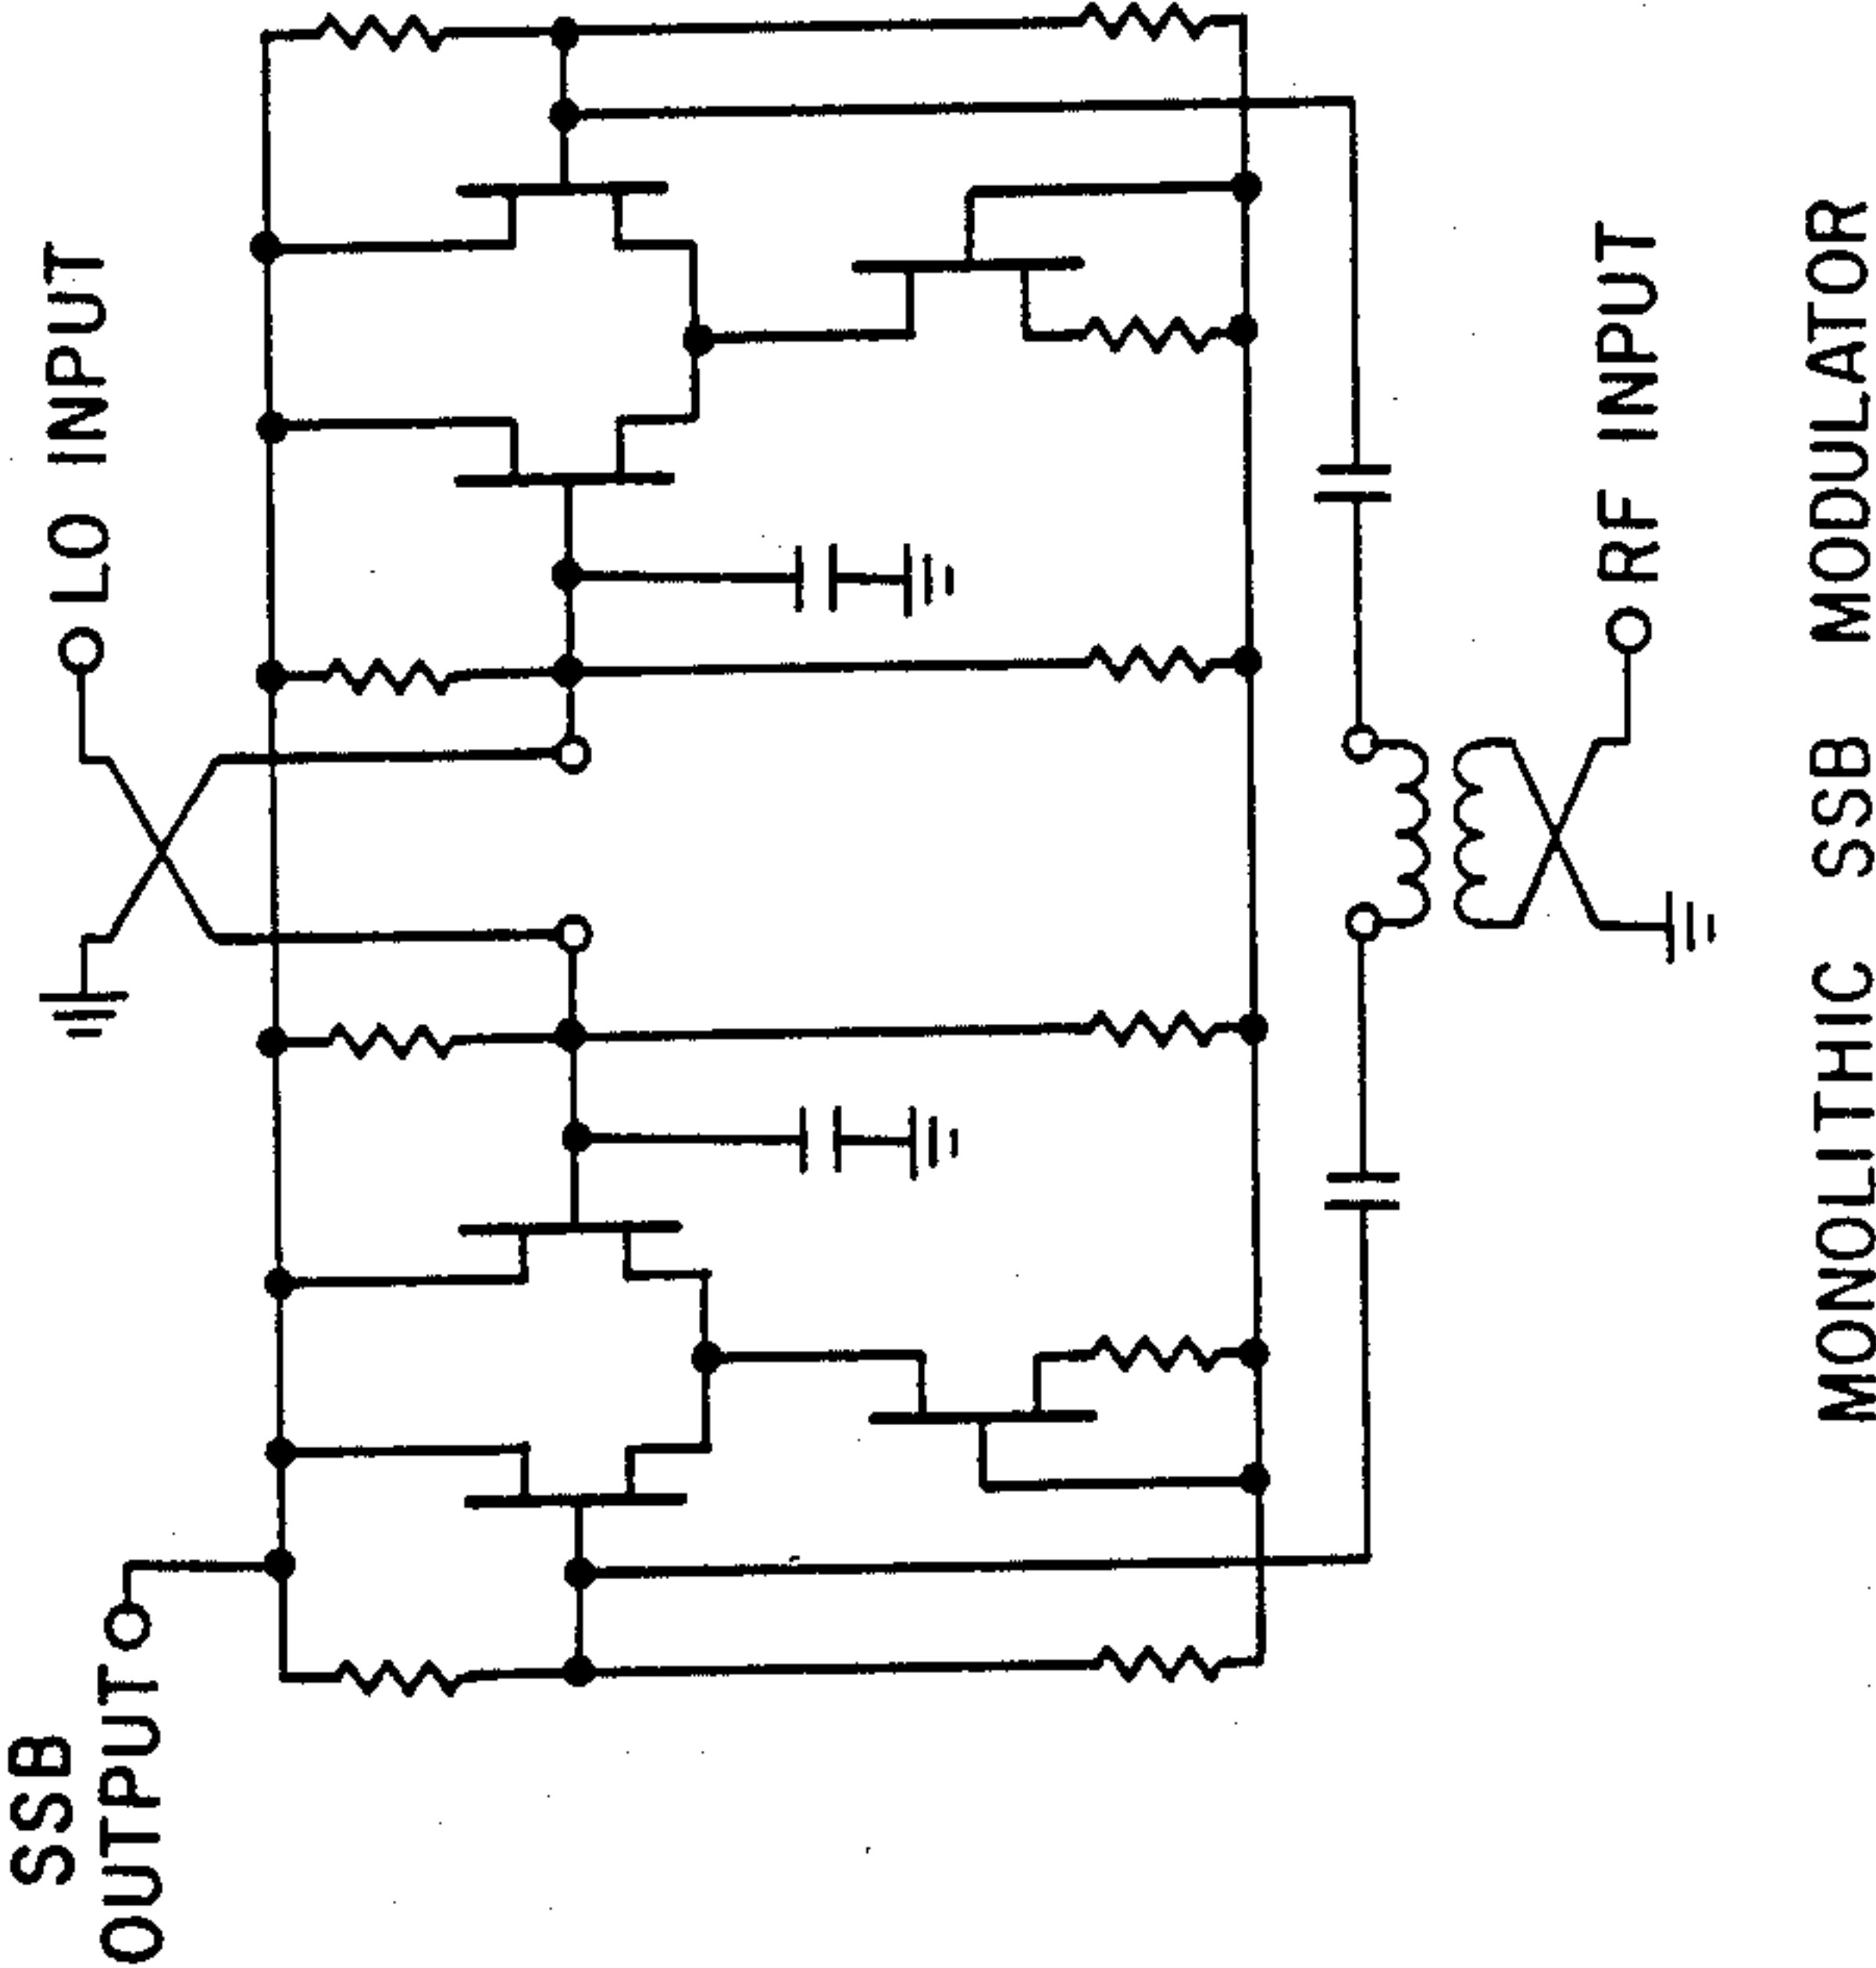 SSB
OUTPUT
LO INPUT
RF INPUT
MONOLITHIC SSB MODULATOR